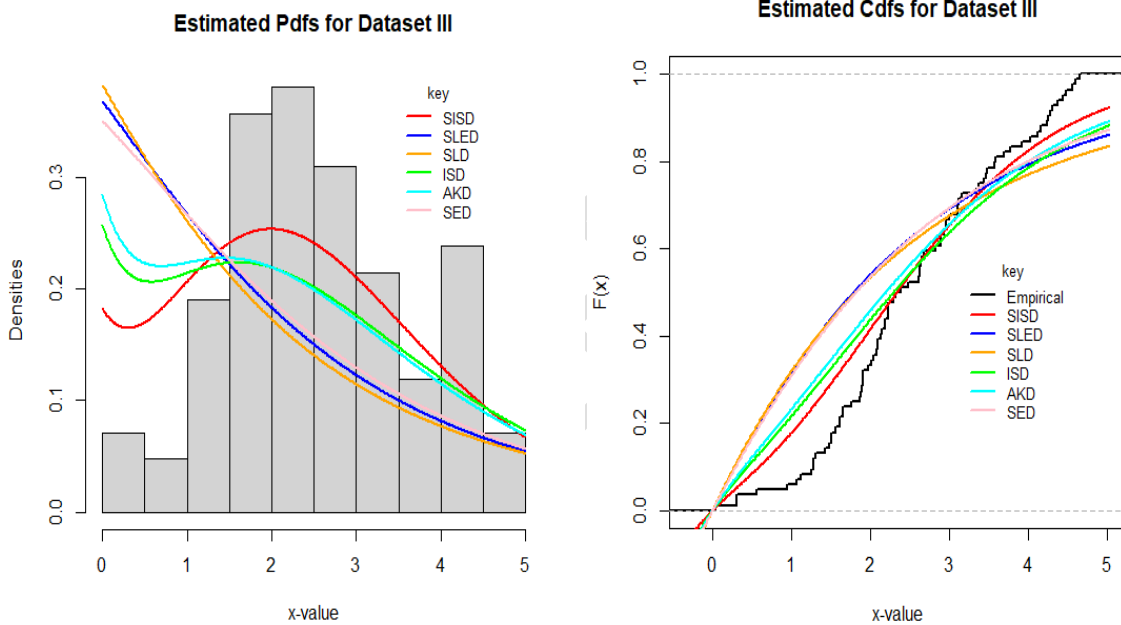 Estimated Pdfs for Dataset III
Densities
0.0
0.1
0.2
0.3
key
SISD
SLED
SLD
ISD
AKD
SED
0 1 2 3 4 5
x-value
Estimated Cdfs for Dataset III
F(x)
0.0
0.2
0.4
0.6
0.8
1.0
key
Empirical
SISD
SLED
SLD
ISD
AKD
SED
0 1 2 3 4 5
x-value